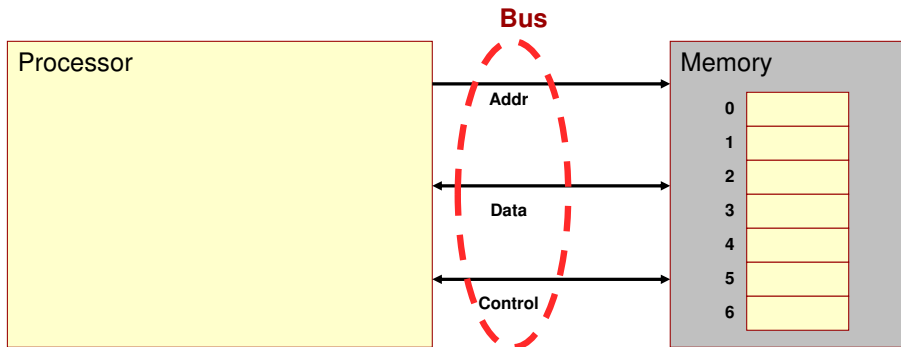 Bus
Processor
Memory
Addr
0
1
2
Data
3
4
5
Control
6